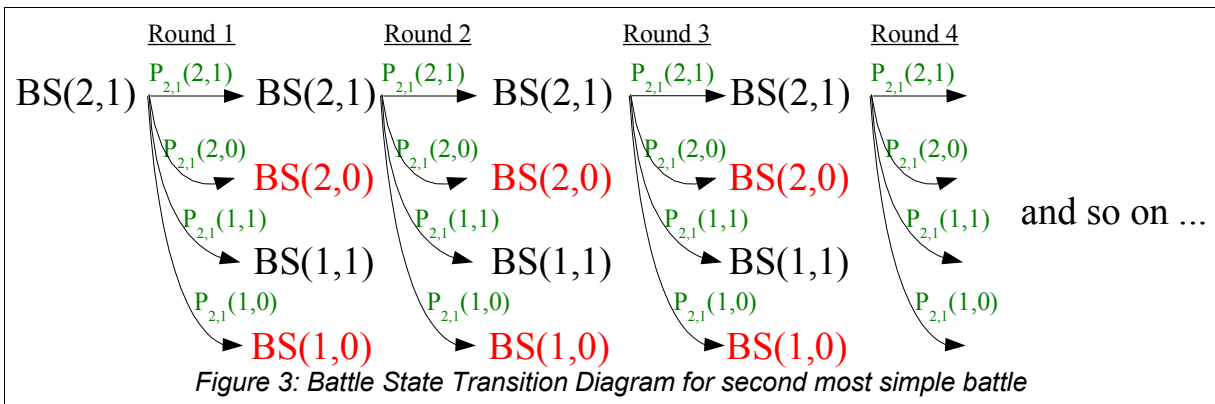 Round 1 Round 2 Round 3 Round 4
P2,1(2,1) P2,1(2,1) P2,1(2,1) P2,1(2,1)
BS(2,1) BS(2,1) BS(2,1) BS(2,1)
P2,1(2,0) P2,1(2,0) P2,1(2,0) P2,1(2,0)
BS(2,0) BS(2,0) BS(2,0)
P2,1(1,1) P2,1(1,1) P2,1(1,1) P2,1(1,1)
and so on ...
BS(1,1) BS(1,1) BS(1,1)
P2,1(1,0) P2,1(1,0) P2,1(1,0) P2,1(1,0)
BS(1,0) BS(1,0) BS(1,0)
Figure 3: Battle State Transition Diagram for second most simple battle